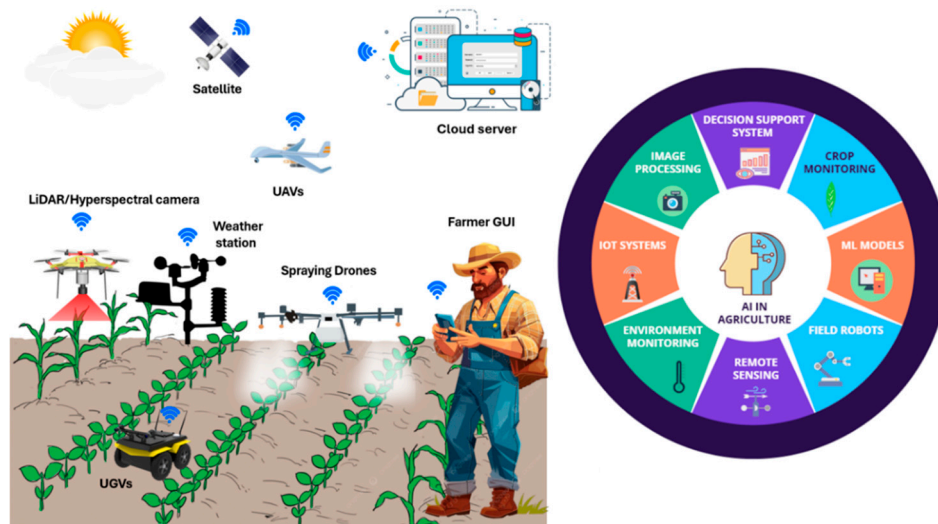 Satellite
Cloud server
UAVs
LiDAR/Hyperspectral camera
Weather
station
Farmer GUI
Spraying Drones
UGVs
DECISION SUPPORT
SYSTEM
IMAGE
PROCESSING
CROP
MONITORING
IOT SYSTEMS
ML MODELS
AI IN
AGRICULTURE
ENVIRONMENT
MONITORING
FIELD ROBOTS
REMOTE
SENSING